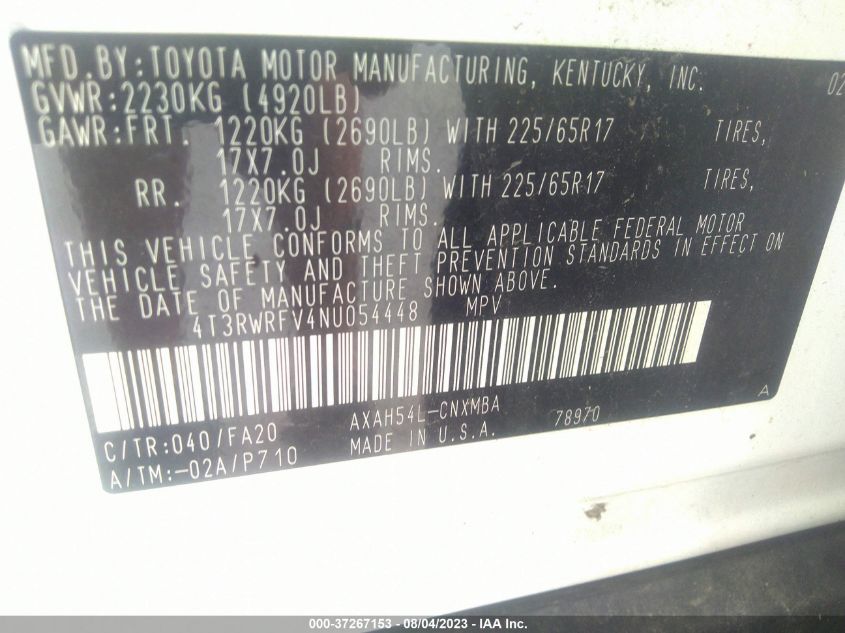 MFD.BY:TOYOTA MOTOR MANUFACTURING, KENTUCKY, INC. 02
GVWR:2230KG (4920LB)
GAWR:FRT. 1220KG (2690LB) WITH 225/65R17 TIRES,
17X7.0J RIMS.
RR. 1220KG (2690LB) WITH 225/65R17 TIRES,
17X7.0J RIMS.
THIS VEHICLE CONFORMS TO ALL APPLICABLE FEDERAL MOTOR
VEHICLE SAFETY AND THEFT PREVENTION STANDARDS IN EFFECT ON
THE DATE OF MANUFACTURE SHOWN ABOVE.
4T3RWRFV4NU054448 MPV
A
C/TR:040/FA20 AXAH54L-CNXMBA 78970
A/TM:-02A/P710 MADE IN U.S.A.
000-37267153 - 08/04/2023 - IAA Inc.